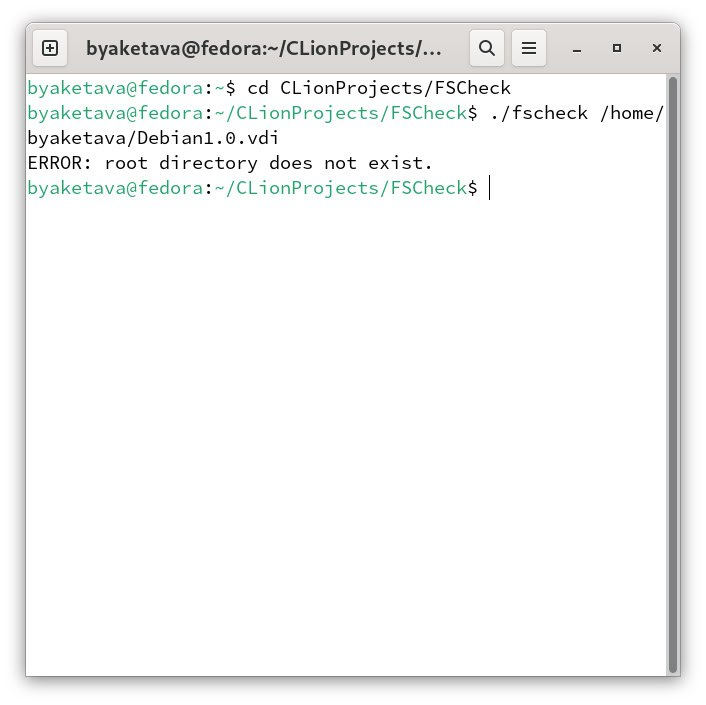 byaketava@fedora:~/CLionProjects/...
byaketava@fedora:~$ cd CLionProjects/FSCheck
byaketava@fedora:~/CLionProjects/FSCheck$ ./fscheck /home/
byaketava/Debian1.0.vdi
ERROR: root directory does not exist.
byaketava@fedora:~/CLionProjects/FSCheck$